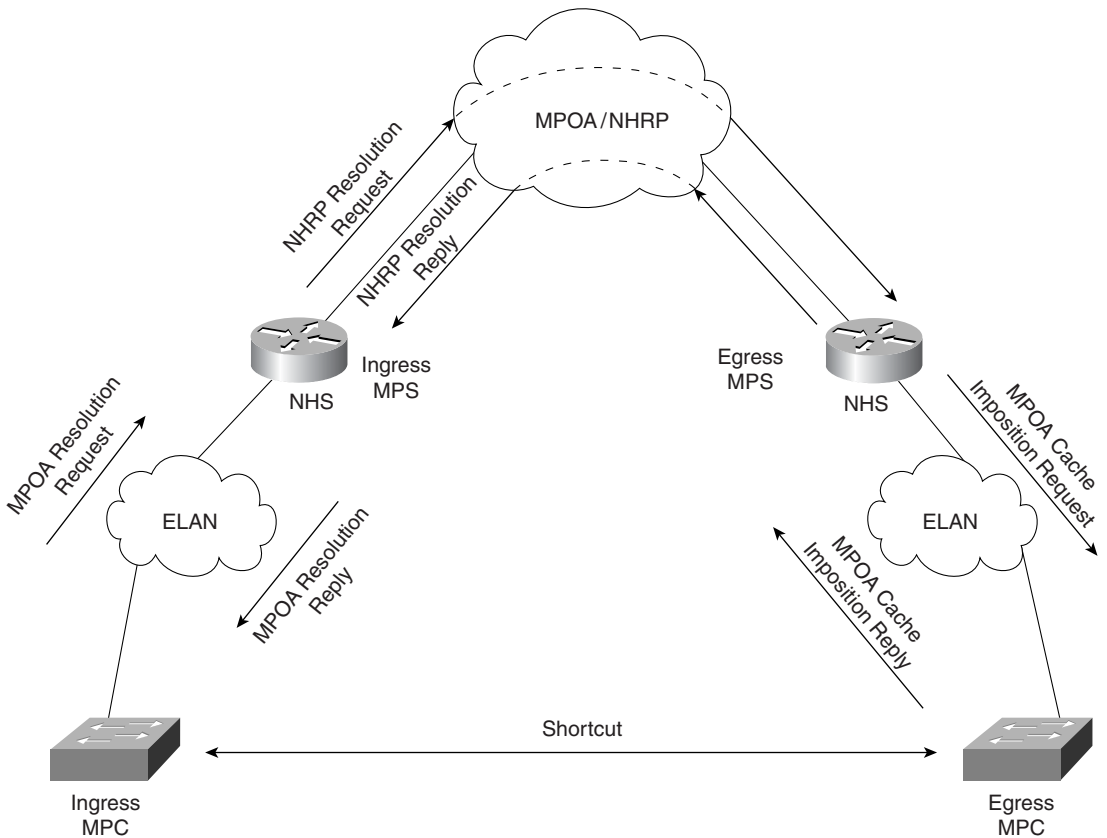 MPOA/NHRP
NHRP Resolution
Request
NHRP Resolution
Reply
Ingress
MPS
NHS
Egress
MPS
NHS
MPOA Resolution
Request
ELAN
MPOA Resolution
Reply
MPOA Cache
Imposition Request
ELAN
MPOA Cache
Imposition Reply
Shortcut
Ingress
MPC
Egress
MPC